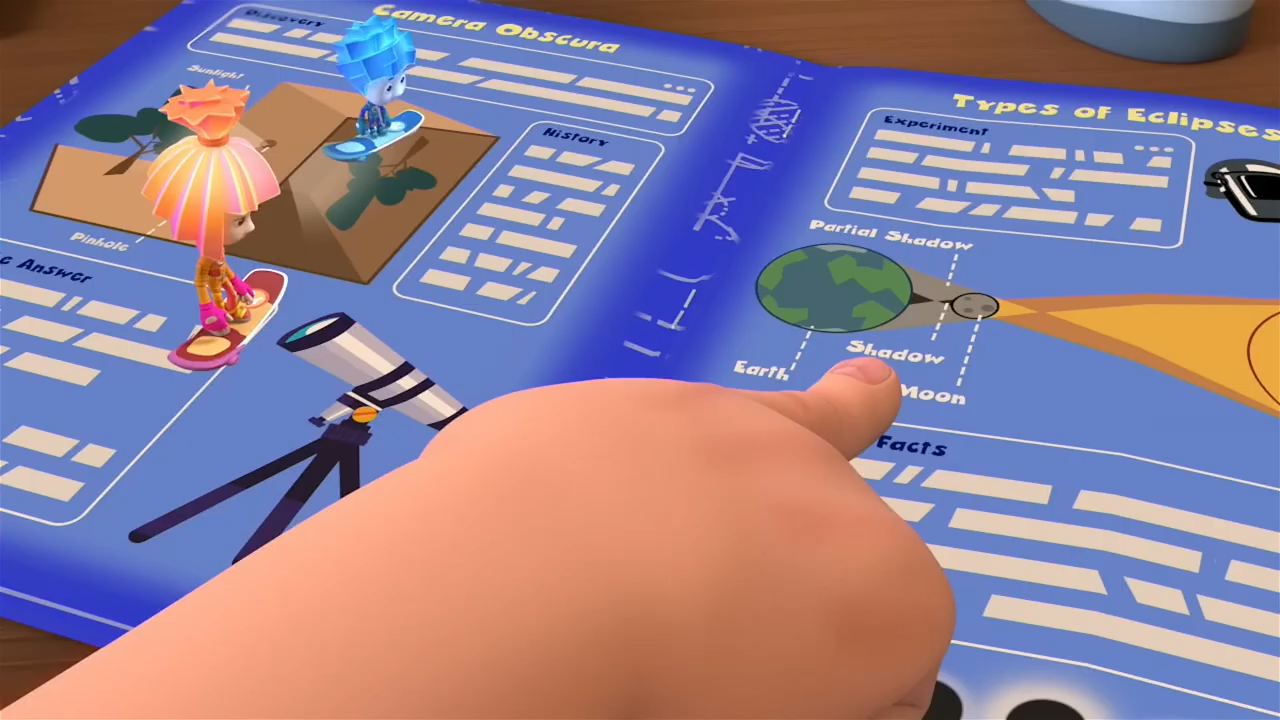 Camera Obscura
Discovery
Sunlight
History
Pinhole
Answer
Types of Eclipses
Experiment
Partial Shadow
Shadow
Earth
Moon
Facts